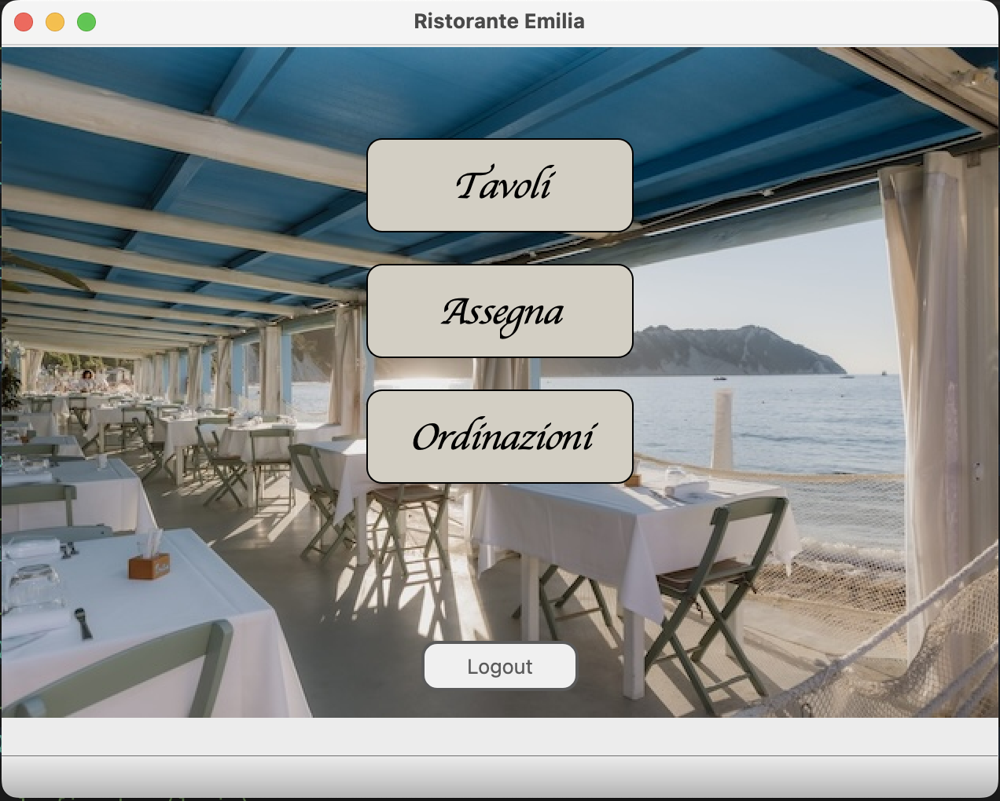 Ristorante Emilia
Tavoli
Assegna
Ordinazioni
Logout